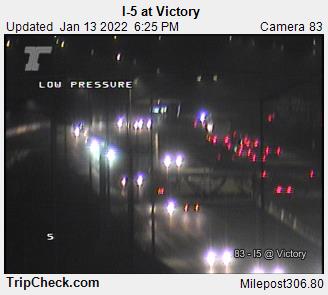 I-5 at Victory
Updated Jan 13 2022 6:25 PM Camera 83
T
LOW PRESSURE
5
83 - I5 @ Victory
TripCheck.com Milepost306.80